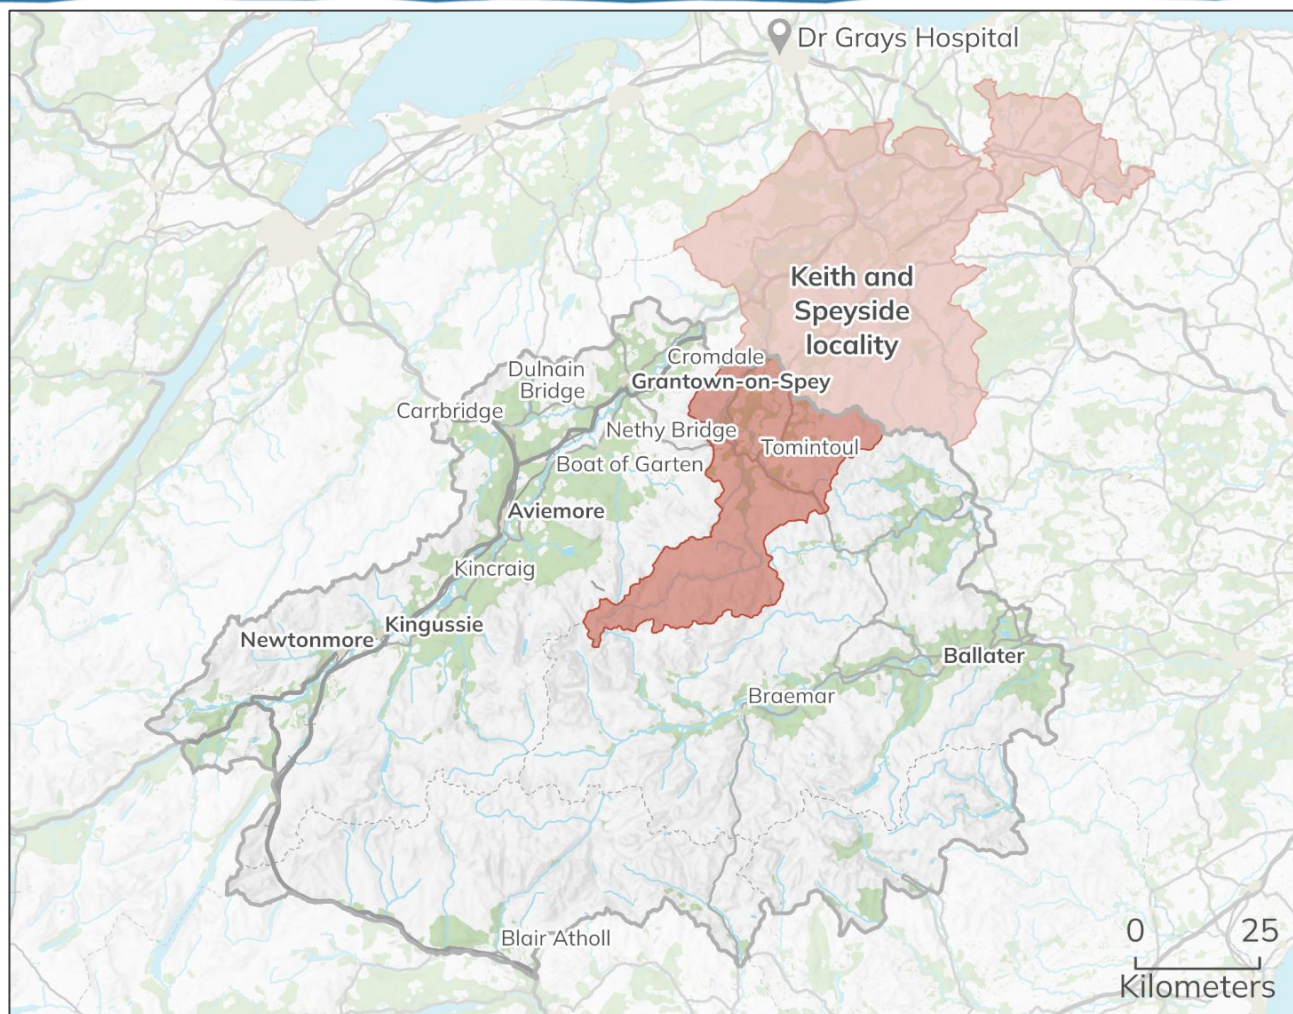 Dr Grays Hospital
Keith and
Speyside
locality
Cromdale
Dulnain
Bridge
Grantown-on-Spey
Carrbridge
Nethy Bridge
Tomintoul
Boat of Garten
Aviemore
Kincraig
Kingussie
Newtonmore
Ballater
Braemar
Blair Atholl
0 25
Kilometers